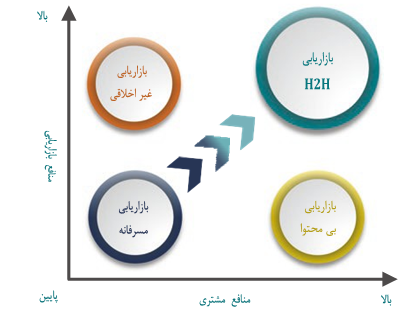 بالا
بازاریابی
H2H
بازاریابی
غیر اخلاقی
منافع بازاریابی
بازاریابی
مسرفانه
بازاریابی
بی محتوا
پایین
منافع مشتری
بالا